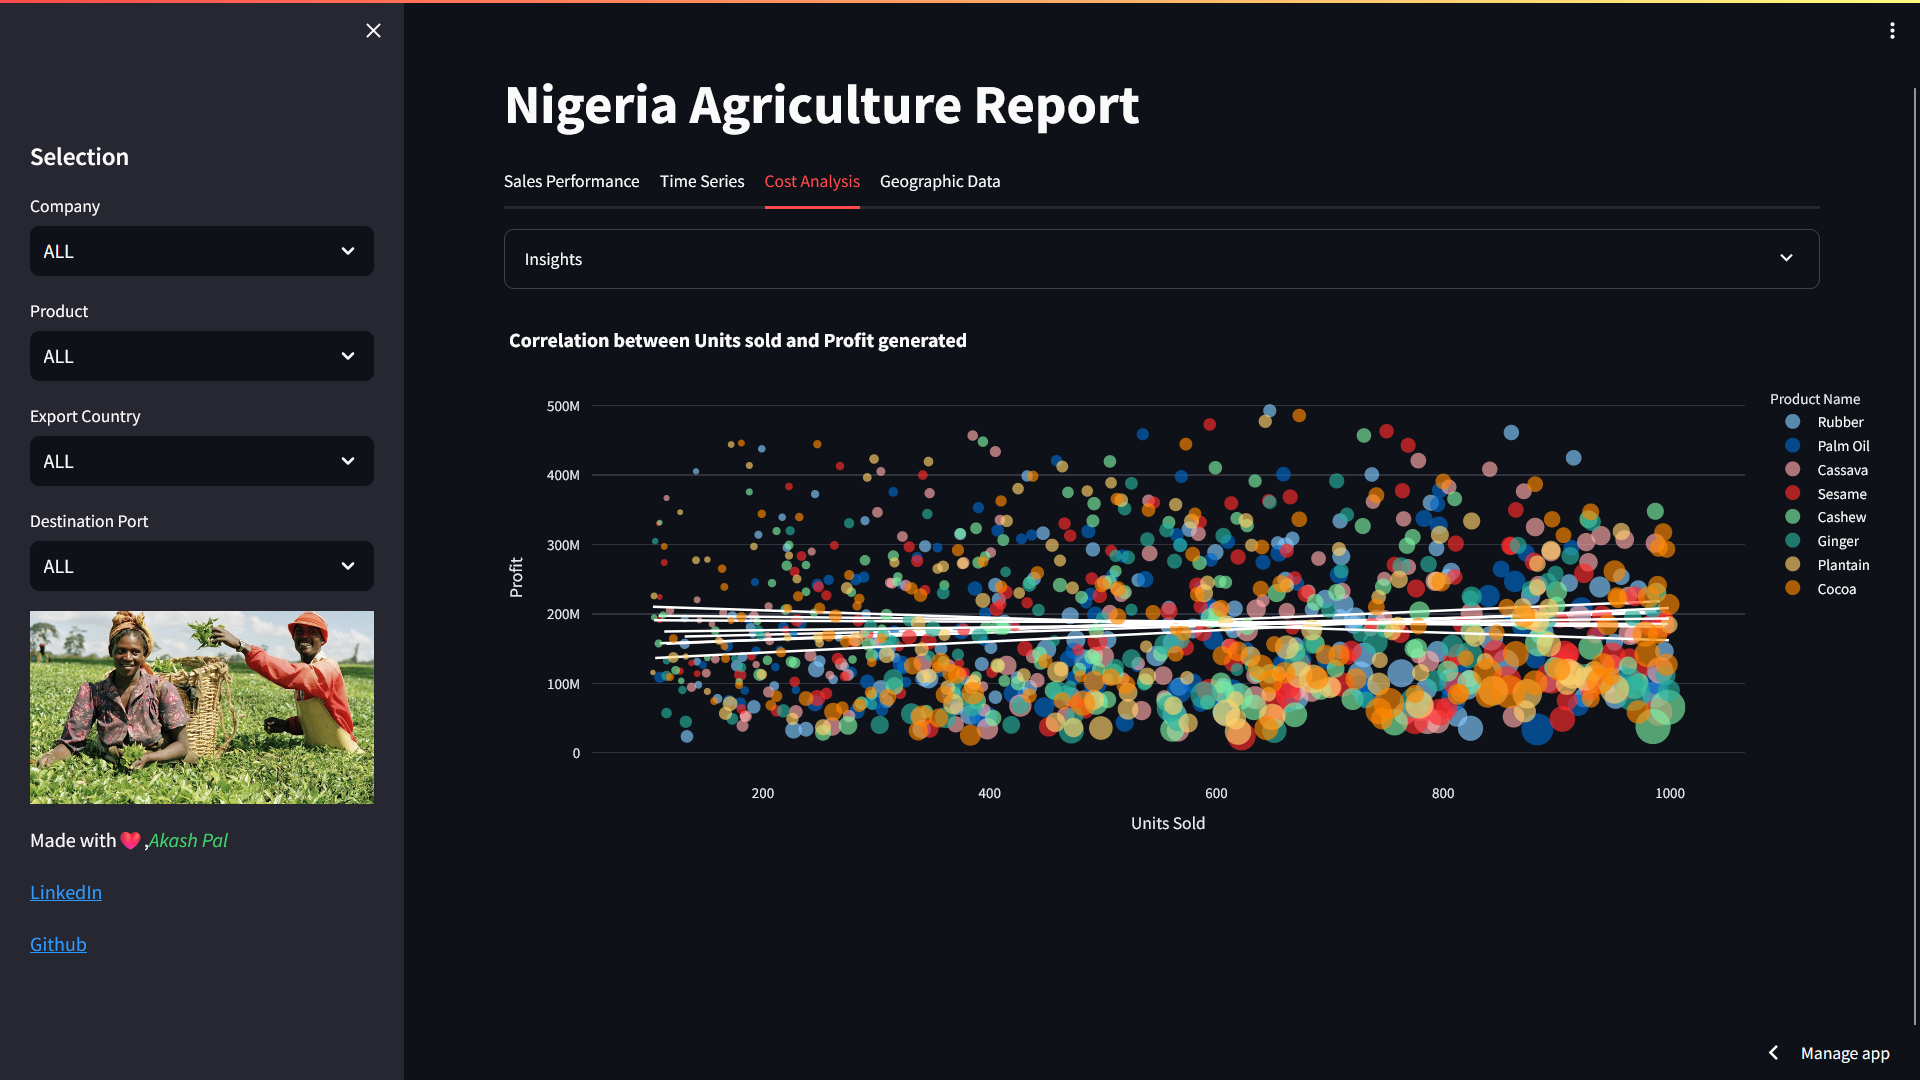 Selection
Company
ALL
Product
ALL
Export Country
ALL
Destination Port
ALL
Made with ,Akash Pal
LinkedIn
Github
Nigeria Agriculture Report
Sales Performance Time Series Cost Analysis Geographic Data
Insights
Correlation between Units sold and Profit generated
Profit
500M
400M
300M
200M
100M
0
200 400 600 800 1000
Units Sold
Product Name
Rubber
Palm Oil
Cassava
Sesame
Cashew
Ginger
Plantain
Cocoa
Manage app